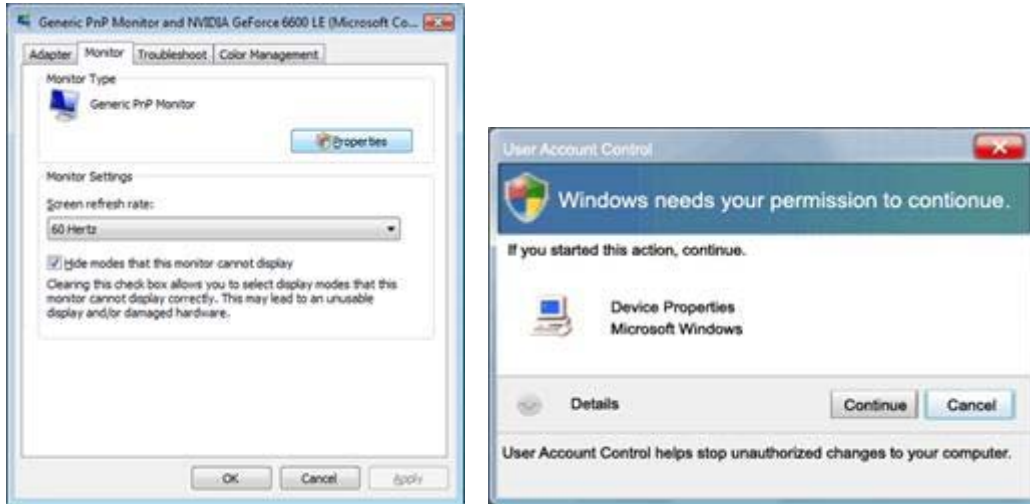 Generic PnP Monitor and NVIDIA GeForce 6600 LE (Microsoft Co...
Adapter Monitor Troubleshoot Color Management
Monitor Type
Generic PnP Monitor
Properties
Monitor Settings
Screen refresh rate:
60 Hertz
Hide modes that this monitor cannot display
Clearing this check box allows you to select display modes that this
monitor cannot display correctly. This may lead to an unusable
display and/or damaged hardware.
OK Cancel Apply
User Account Control
Windows needs your permission to contionue.
If you started this action, continue.
Device Properties
Microsoft Windows
Details Continue Cancel
User Account Control helps stop unauthorized changes to your computer.